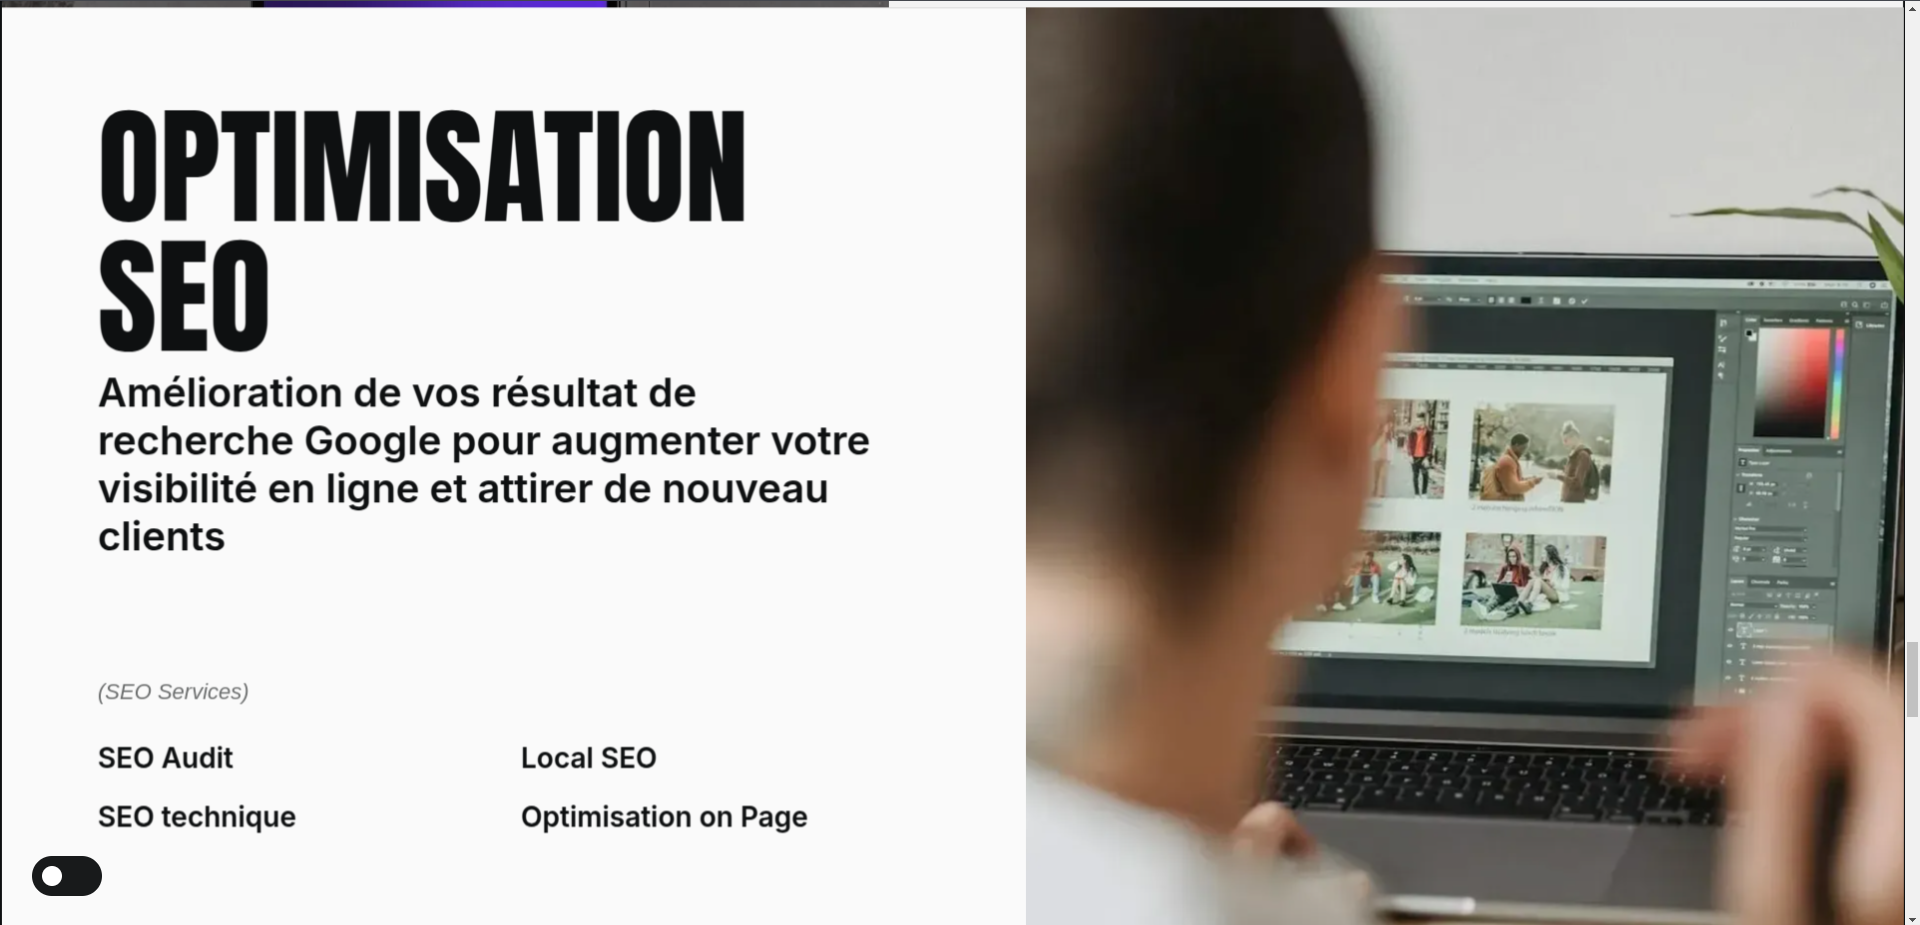 OPTIMISATION
SEO
Amélioration de vos résultat de
recherche Google pour augmenter votre
visibilité en ligne et attirer de nouveau
clients
(SEO Services)
SEO Audit
Local SEO
SEO technique
Optimisation on Page